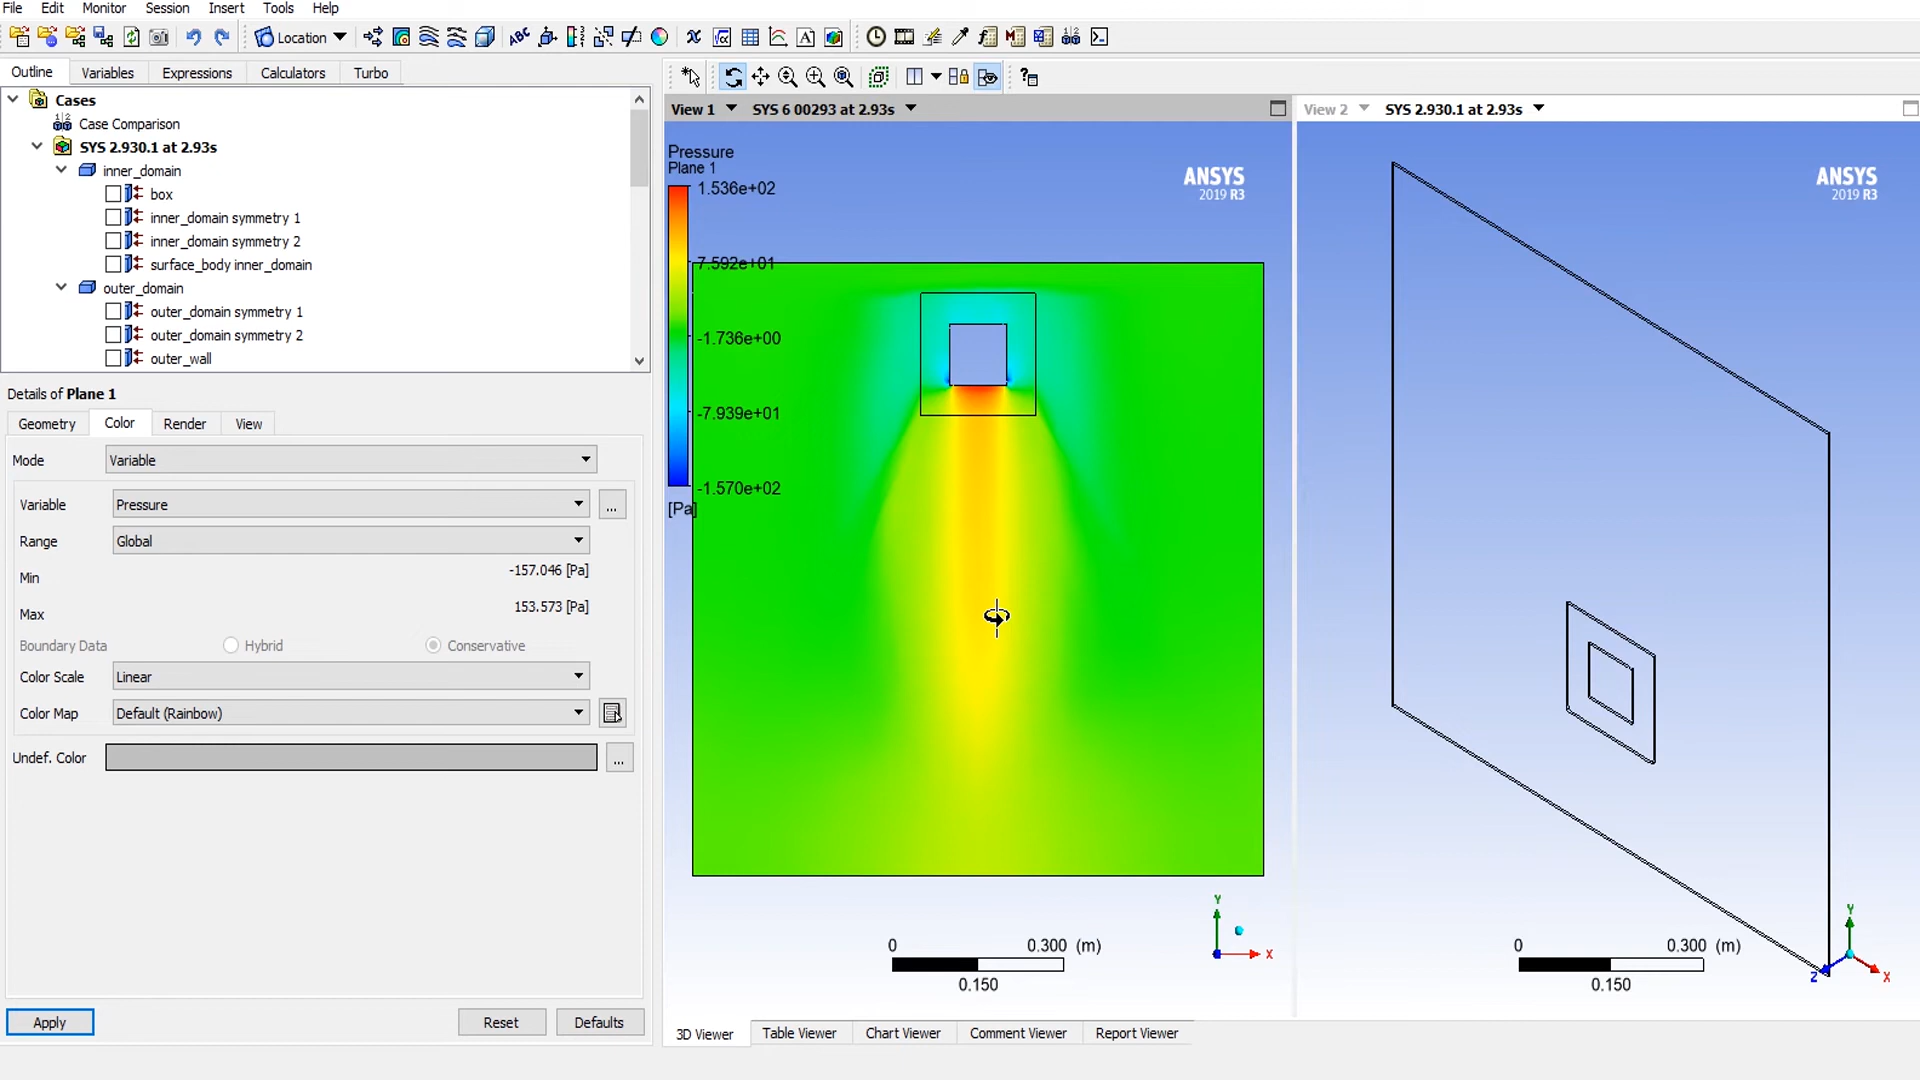 File Edit Monitor Session Insert Tools Help
Location
Outline Variables Expressions Calculators Turbo
Cases
Case Comparison
SYS 2.930.1 at 2.93s
inner_domain
box
inner_domain symmetry 1
inner_domain symmetry 2
surface_body inner_domain
outer_domain
outer_domain symmetry 1
outer_domain symmetry 2
outer_wall
Details of Plane 1
Geometry Color Render View
Mode Variable
Variable Pressure ...
Range Global
Min -157.046 [Pa]
Max 153.573 [Pa]
Boundary Data Hybrid Conservative
Color Scale Linear
Color Map Default (Rainbow)
Undef. Color ...
Apply Reset Defaults
View 1 SYS 6 00293 at 2.93s
Pressure
Plane 1
1.536e+02
7.592e+01
-1.736e+00
-7.939e+01
-1.570e+02
[Pa]
ANSYS
2019 R3
Y
X
0 0.300 (m)
0.150
View 2 SYS 2.930.1 at 2.93s
ANSYS
2019 R3
Y
Z X
0 0.300 (m)
0.150
3D Viewer Table Viewer Chart Viewer Comment Viewer Report Viewer